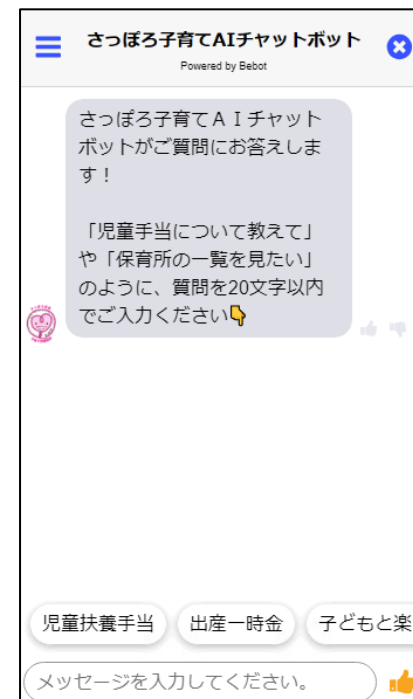 さっぽろ子育てAIチャットボット
Powered by Bebot
さっぽろ子育てＡＩチャット
ボットがご質問にお答えしま
す！
「児童手当について教えて」
や「保育所の一覧を見たい」
のように、質問を20文字以内
でご入力ください👇
児童扶養手当
出産一時金
子どもと楽
メッセージを入力してください。